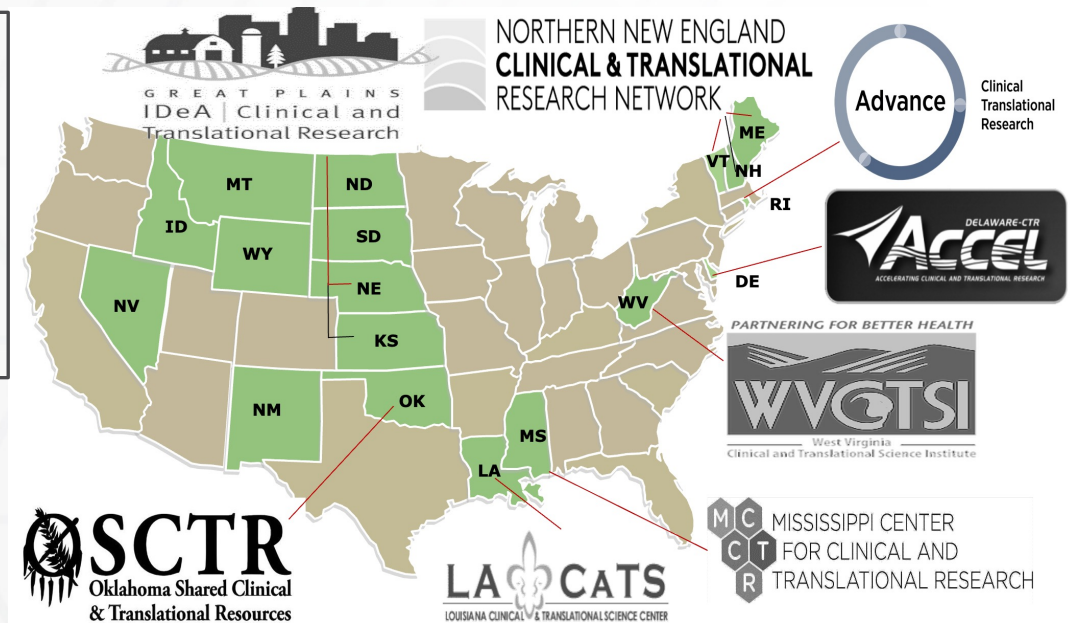 GREAT PLAINS
IDeA | Clinical and
Translational Research
NORTHERN NEW ENGLAND
CLINICAL & TRANSLATIONAL
RESEARCH NETWORK
Advance
Clinical
Translational
Research
ME
VT
NH
RI
MT
ND
ID
SD
WY
NE
NV
KS
NM
OK
MS
LA
WV
DE
DELAWARE-CTR
ACCEL
ACCELERATING CLINICAL AND TRANSLATIONAL RESEARCH
PARTNERING FOR BETTER HEALTH
WVCTSI
West Virginia
Clinical and Translational Science Institute
OSCTR
Oklahoma Shared Clinical
& Translational Resources
LA CATS
LOUISIANA CLINICAL & TRANSLATIONAL SCIENCE CENTER
MC
CT
R
MISSISSIPPI CENTER
FOR CLINICAL AND
TRANSLATIONAL RESEARCH